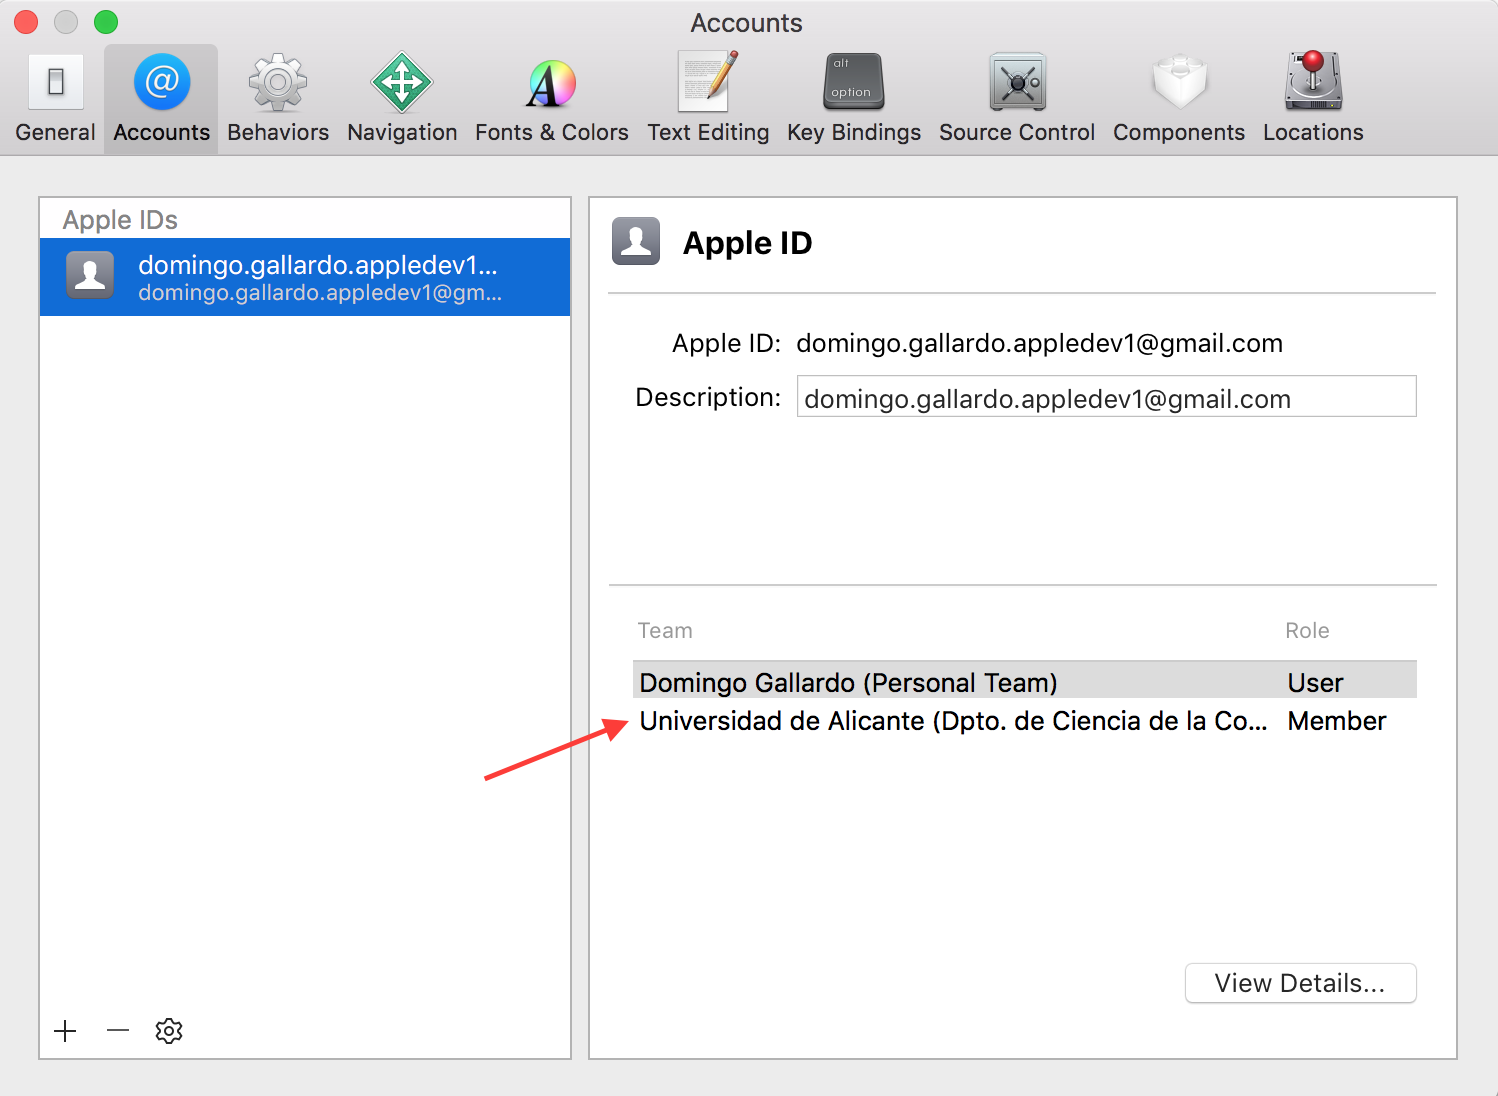 Accounts
General Accounts Behaviors Navigation Fonts & Colors Text Editing Key Bindings Source Control Components Locations
@
A
alt
option
Apple IDs
domingo.gallardo.appledev1...
domingo.gallardo.appledev1@gm...
Apple ID
Apple ID: domingo.gallardo.appledev1@gmail.com
Description: domingo.gallardo.appledev1@gmail.com
Team Role
Domingo Gallardo (Personal Team) User
Universidad de Alicante (Dpto. de Ciencia de la Co... Member
View Details...